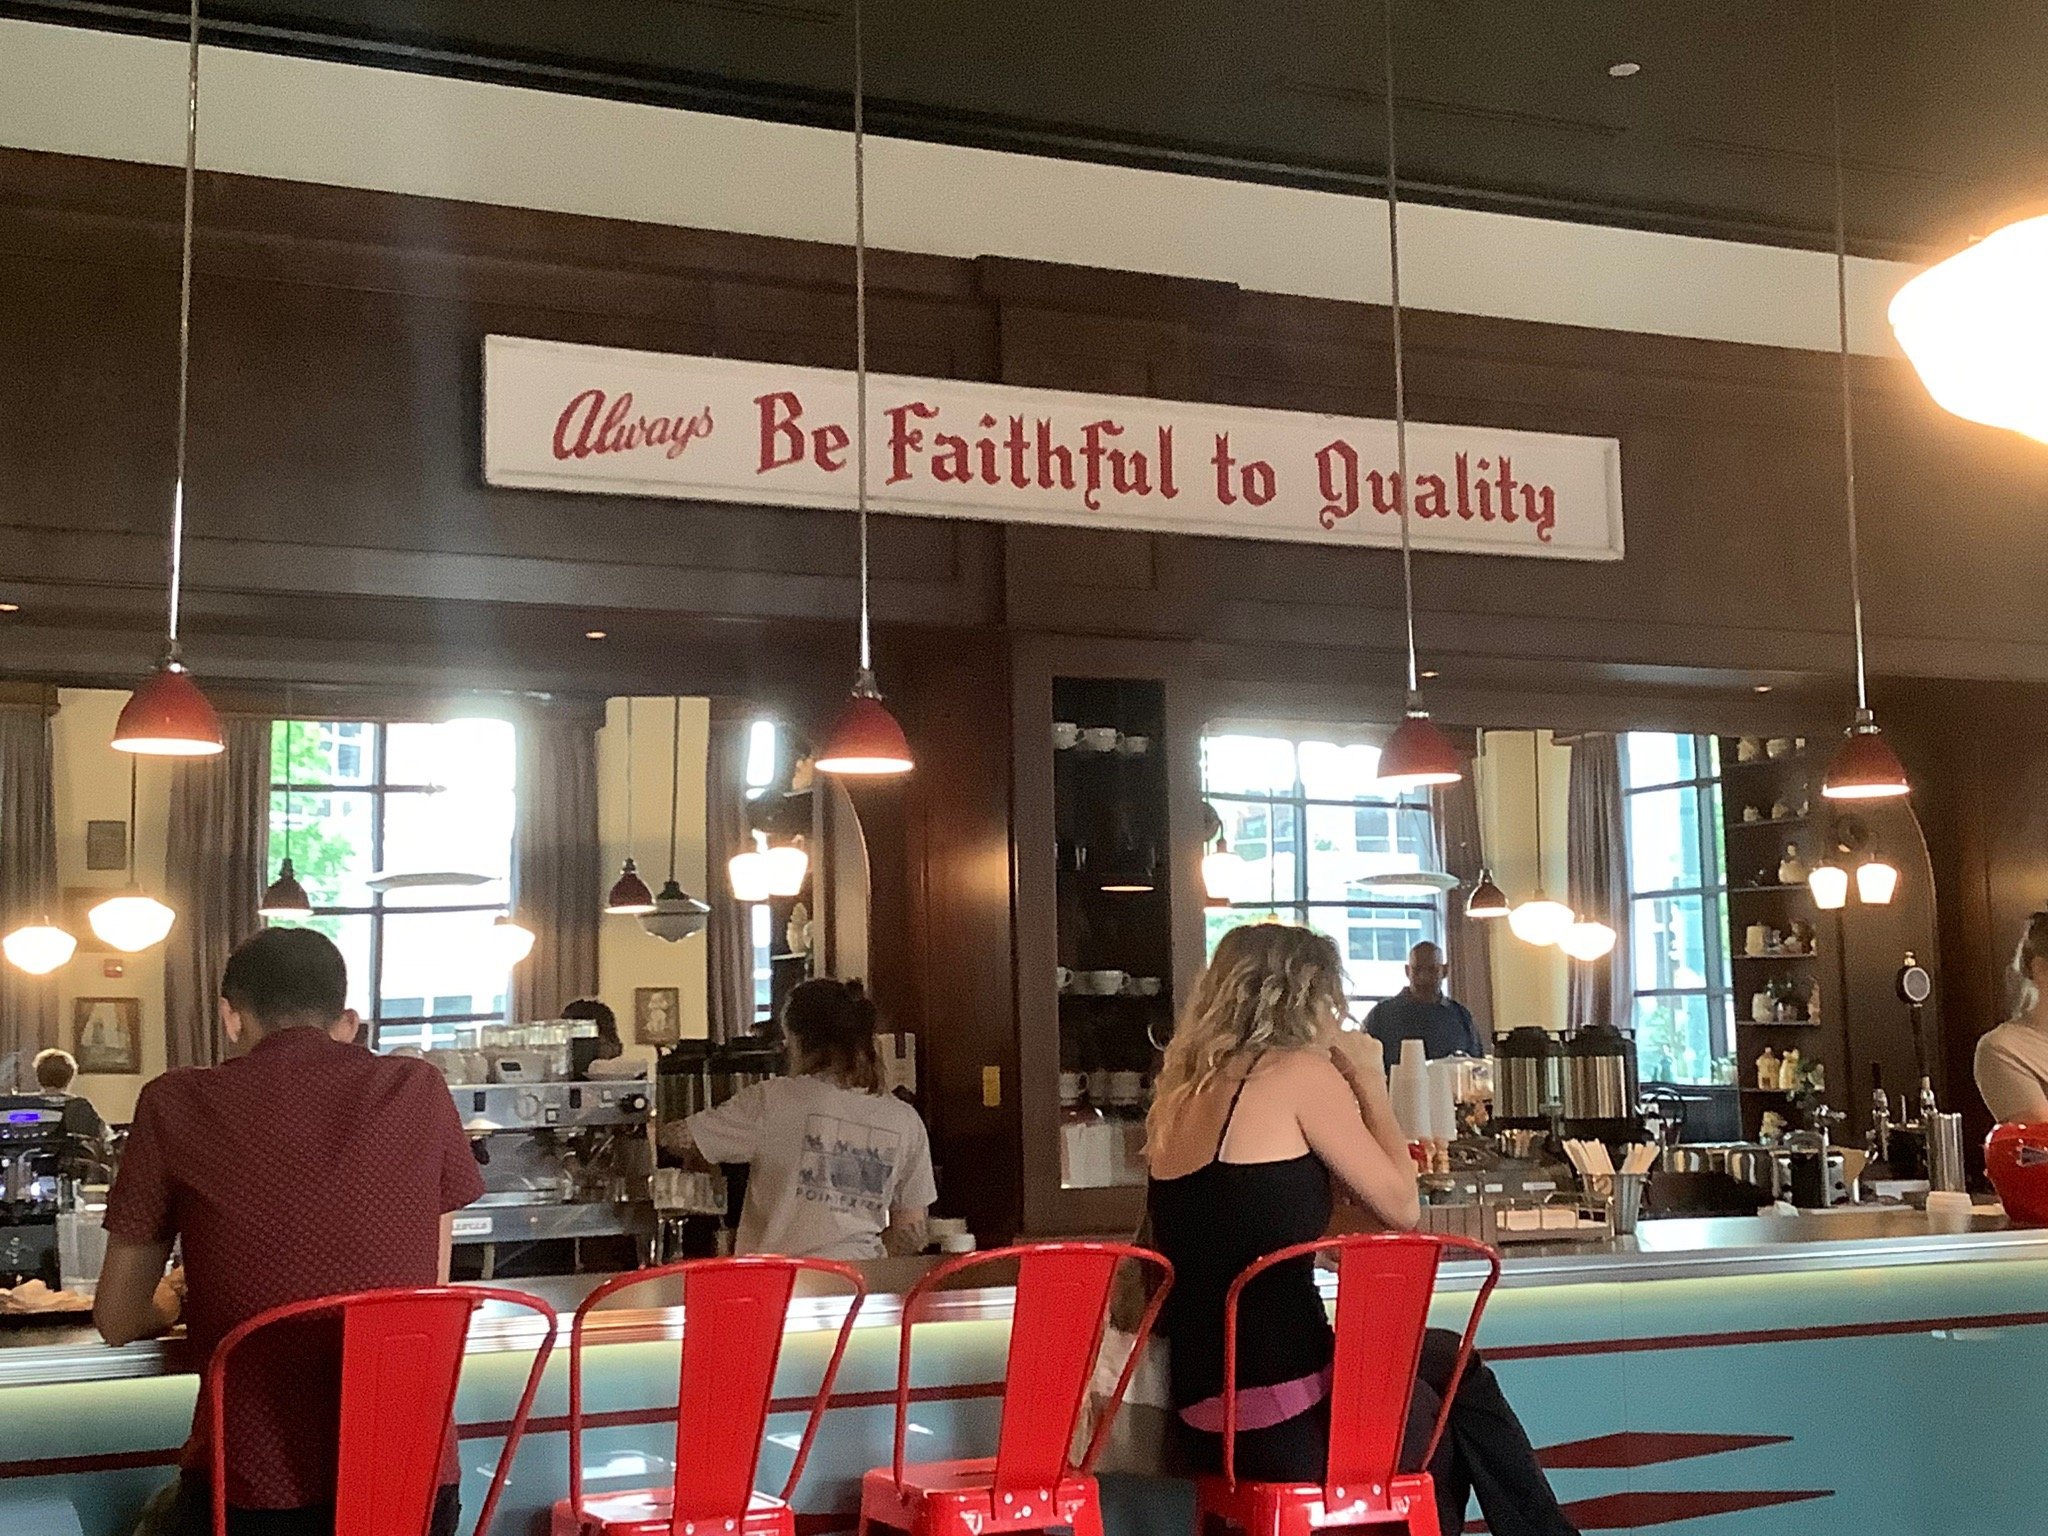 Always Be Faithful to Quality